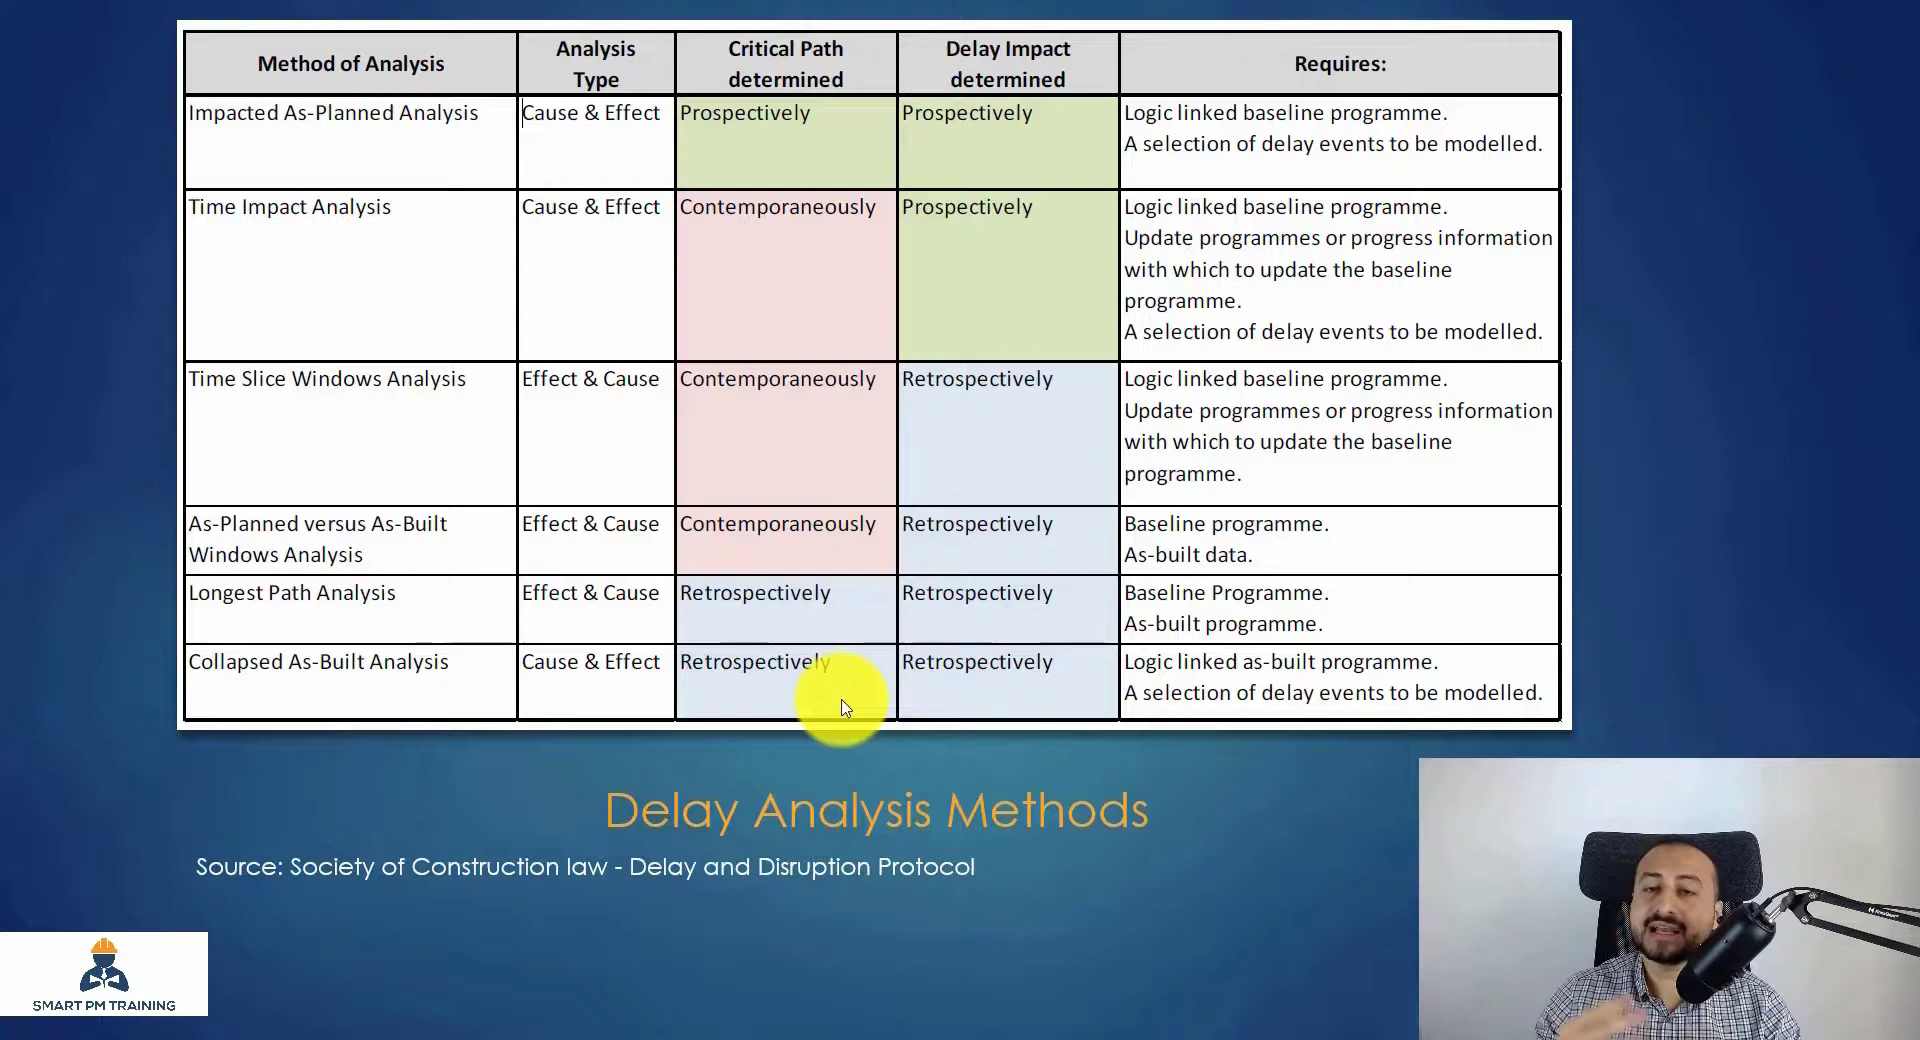 Method of Analysis
Analysis
Type
Critical Path
determined
Delay Impact
determined
Requires:
Impacted As-Planned Analysis
Cause & Effect
Prospectively
Prospectively
Logic linked baseline programme.
A selection of delay events to be modelled.
Time Impact Analysis
Cause & Effect
Contemporaneously
Prospectively
Logic linked baseline programme.
Update programmes or progress information
with which to update the baseline
programme.
A selection of delay events to be modelled.
Time Slice Windows Analysis
Effect & Cause
Contemporaneously
Retrospectively
Logic linked baseline programme.
Update programmes or progress information
with which to update the baseline
programme.
As-Planned versus As-Built
Windows Analysis
Effect & Cause
Contemporaneously
Retrospectively
Baseline programme.
As-built data.
Longest Path Analysis
Effect & Cause
Retrospectively
Retrospectively
Baseline Programme.
As-built programme.
Collapsed As-Built Analysis
Cause & Effect
Retrospectively
Retrospectively
Logic linked as-built programme.
A selection of delay events to be modelled.
Delay Analysis Methods
Source: Society of Construction law - Delay and Disruption Protocol
SMART PM TRAINING